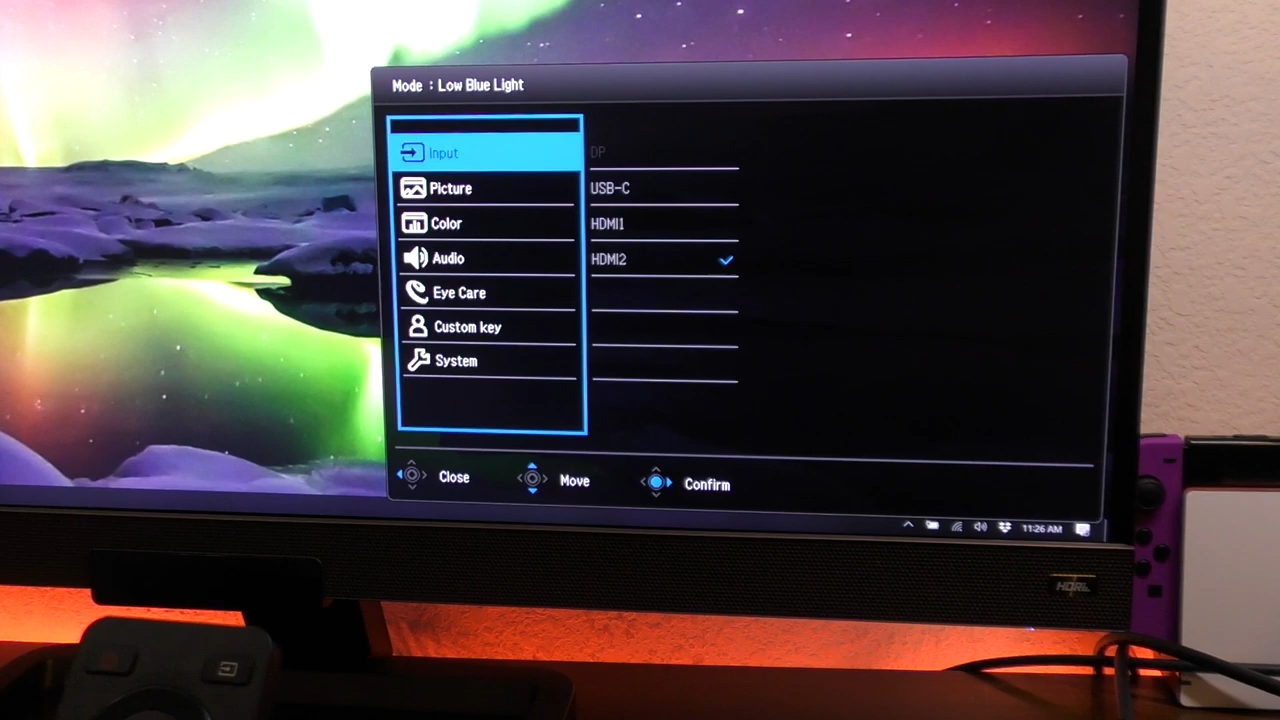 Mode : Low Blue Light
Input
Picture
Color
Audio
Eye Care
Custom key
System
DP
USB-C
HDMI1
HDMI2
Close
Move
Confirm
11:26 AM
HDRi